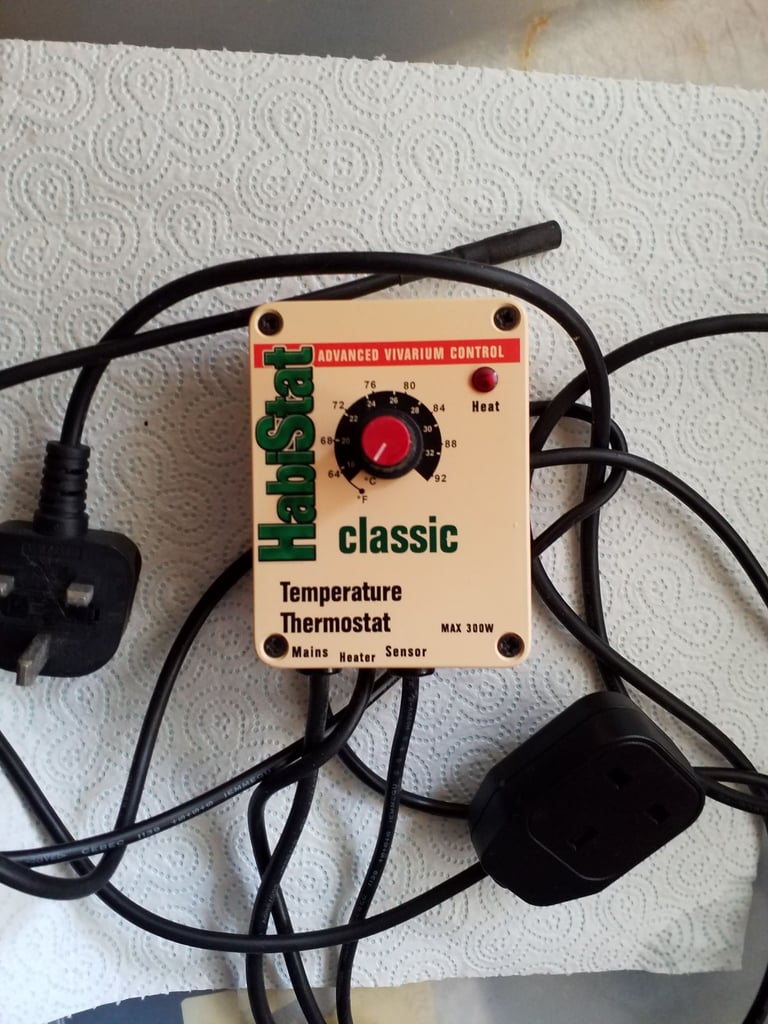 HabiStat
ADVANCED VIVARIUM CONTROL
Heat
76 80
72 84
68 88
64 92
24 26
22 28
20 30
32
°C
°F
classic
Temperature
Thermostat
MAX 300W
Mains Heater Sensor